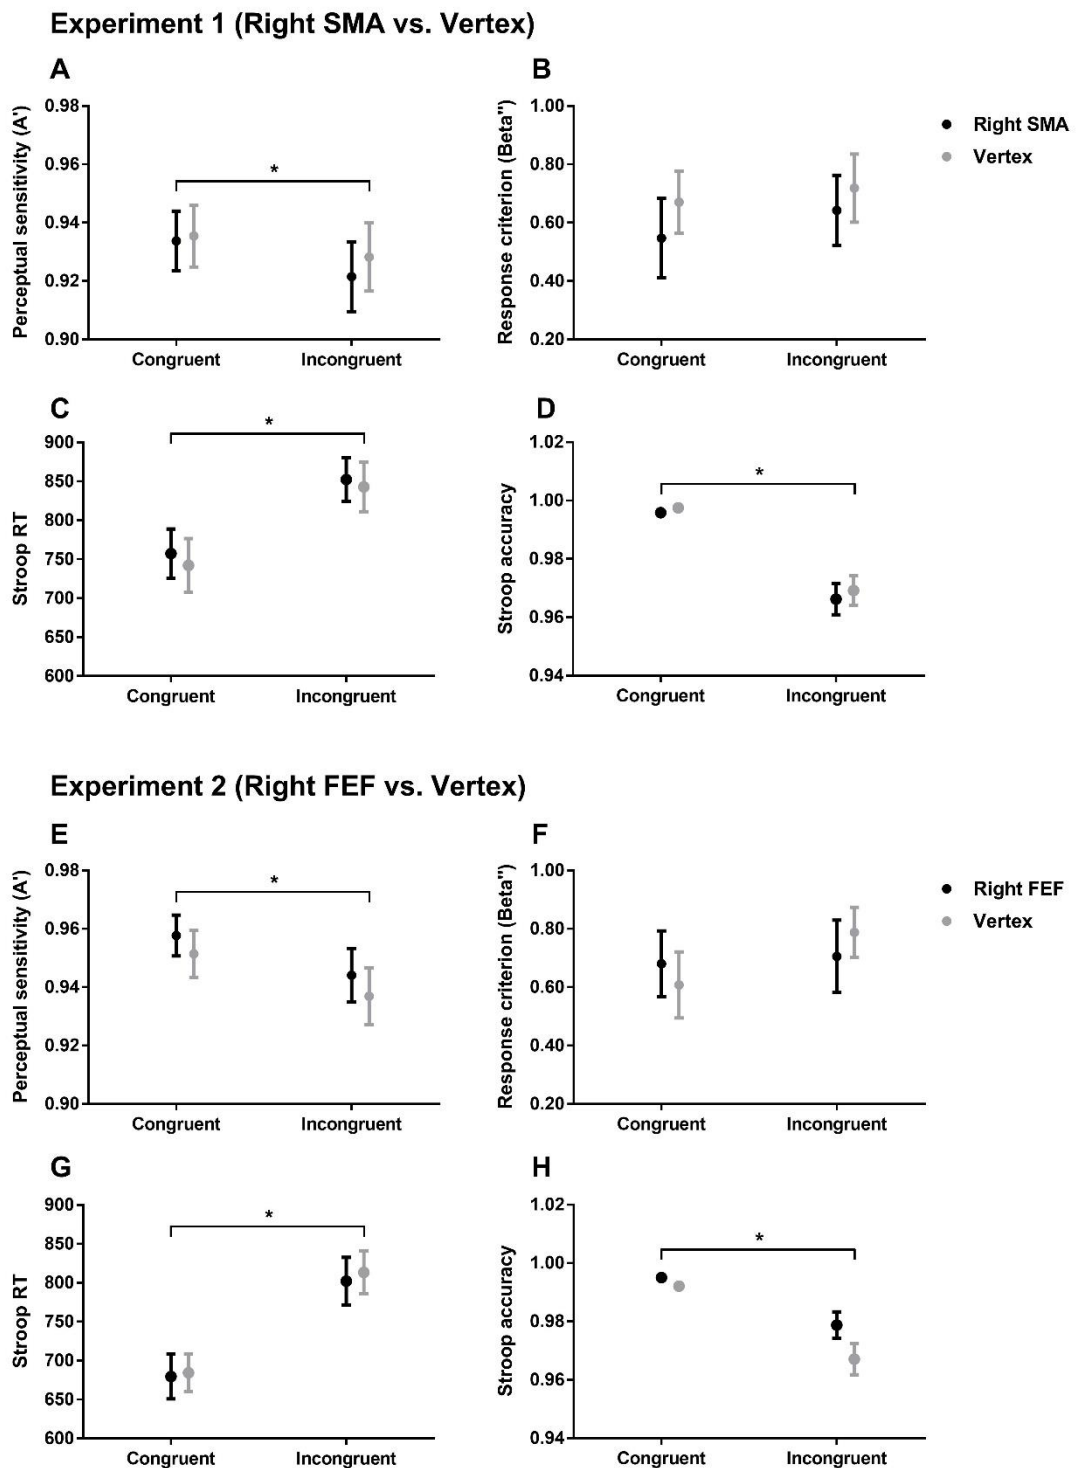 Experiment 1 (Right SMA vs. Vertex)
A
Perceptual sensitivity (A')
0.98
0.96
0.94
0.92
0.90
*
Congruent
Incongruent
B
Response criterion (Beta'')
1.00
0.80
0.60
0.40
0.20
Congruent
Incongruent
Right SMA
Vertex
C
Stroop RT
900
850
800
750
700
650
600
*
Congruent
Incongruent
D
Stroop accuracy
1.02
1.00
0.98
0.96
0.94
*
Congruent
Incongruent
Experiment 2 (Right FEF vs. Vertex)
E
Perceptual sensitivity (A')
0.98
0.96
0.94
0.92
0.90
*
Congruent
Incongruent
F
Response criterion (Beta'')
1.00
0.80
0.60
0.40
0.20
Congruent
Incongruent
Right FEF
Vertex
G
Stroop RT
900
850
800
750
700
650
600
*
Congruent
Incongruent
H
Stroop accuracy
1.02
1.00
0.98
0.96
0.94
*
Congruent
Incongruent